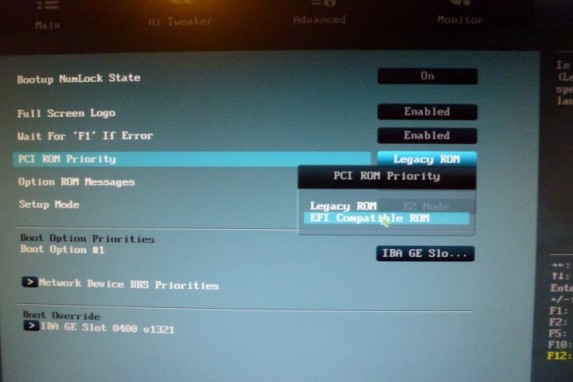 Main Ai Tweaker Advanced Monitor
Bootup NumLock State On
Full Screen Logo Enabled
Wait For 'F1' If Error Enabled
PCI ROM Priority Legacy ROM
PCI ROM Priority
Option ROM Messages
Legacy ROM
Setup Mode EZ Mode
EFI Compatible ROM
Boot Option Priorities
Boot Option #1 IBA GE Slo...
> Network Device BBS Priorities
Boot Override
> IBA GE Slot 0400 v1321
In
(Le
spe
lan
→←:
↑↓:
Ente
+/-:
F1:
F2:
F5:
F10:
F12: